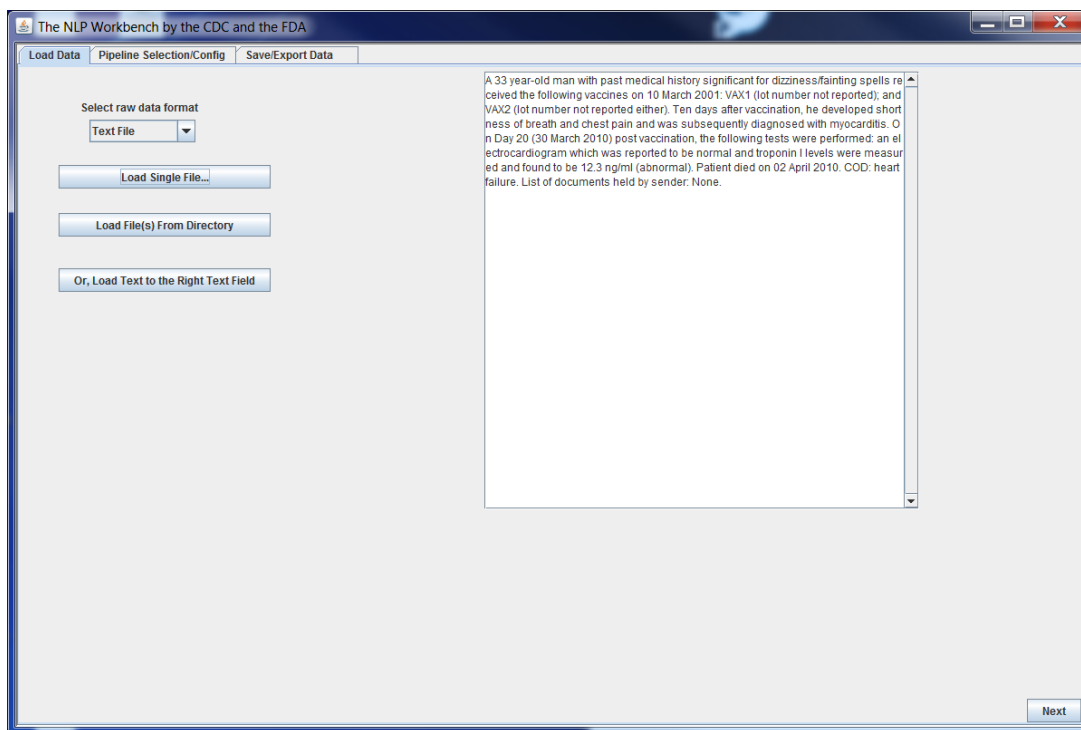 The NLP Workbench by the CDC and the FDA
Load Data
Pipeline Selection/Config
Save/Export Data
Select raw data format
Text File
Load Single File...
Load File(s) From Directory
Or, Load Text to the Right Text Field
A 33 year-old man with past medical history significant for dizziness/fainting spells re
ceived the following vaccines on 10 March 2001: VAX1 (lot number not reported); and
VAX2 (lot number not reported either). Ten days after vaccination, he developed short
ness of breath and chest pain and was subsequently diagnosed with myocarditis. O
n Day 20 (30 March 2010) post vaccination, the following tests were performed: an el
ectrocardiogram which was reported to be normal and troponin I levels were measur
ed and found to be 12.3 ng/ml (abnormal). Patient died on 02 April 2010. COD: heart
failure. List of documents held by sender: None.
Next